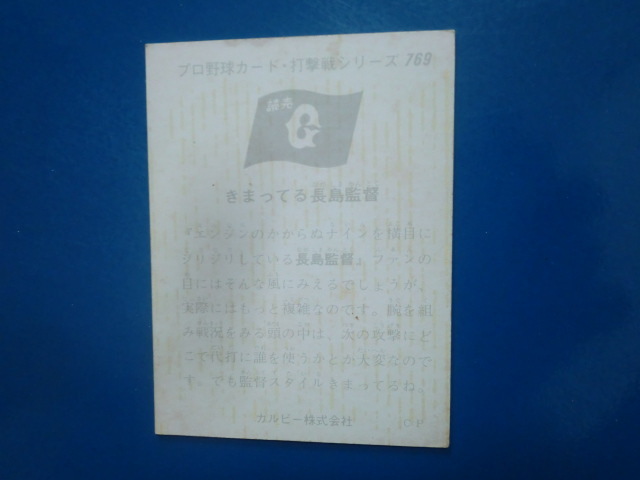 プロ野球カード・打撃戦シリーズ 769
読売
G
きまってる長島監督
『エンジンのかからぬナインを横目に
ジリジリしている長島監督』ファンの
目にはそんな風にみえるでしょうが、
実際にはもっと複雑なのです。腕を組
み戦況をみる頭の中は、次の攻撃にど
こで代打に誰を使うかとか大変なので
す。でも監督スタイルきまってるね。
カルビー株式会社